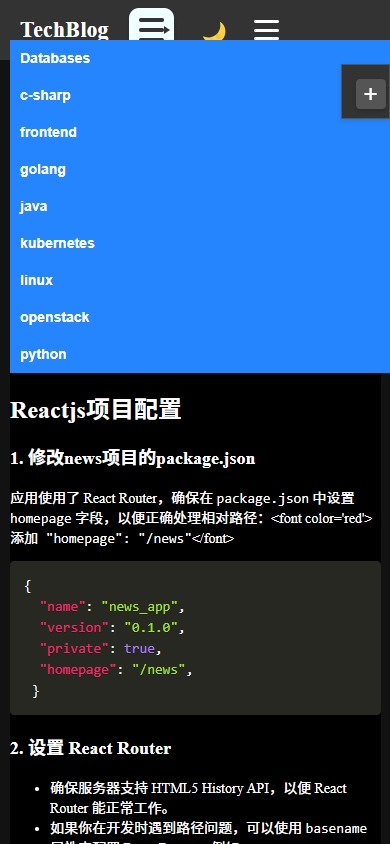 TechBlog
Databases
c-sharp
+
frontend
golang
java
kubernetes
linux
openstack
python
Reactjs项目配置
1. 修改news项目的package.json
应用使用了 React Router，确保在 package.json 中设置
homepage 字段，以便正确处理相对路径：<font color='red'>
添加 "homepage": "/news"</font>
{
"name": "news_app",
"version": "0.1.0",
"private": true,
"homepage": "/news",
}
2. 设置 React Router
• 确保服务器支持 HTML5 History API，以便 React
Router 能正常工作。
• 如果你在开发时遇到路径问题，可以使用 basename